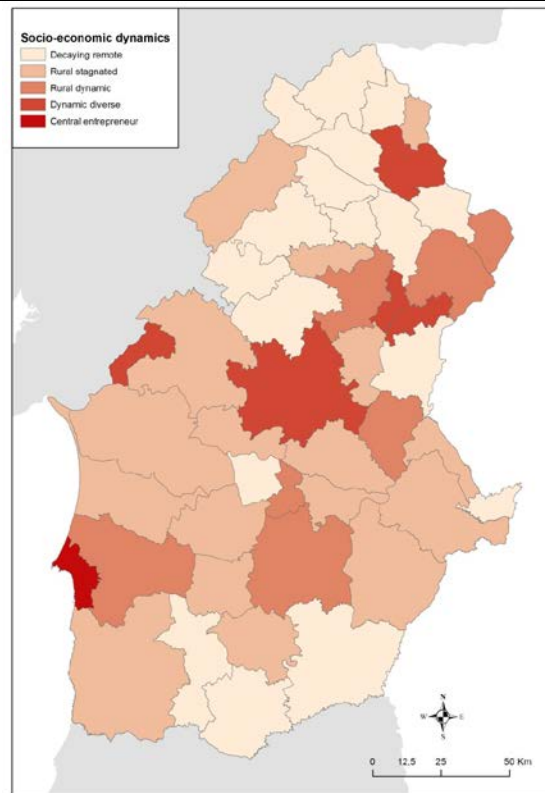 Socio-economic dynamics
Decaying remote
Rural stagnated
Rural dynamic
Dynamic diverse
Central entrepreneur
N
W E
S
0 12,5 25 50 Km